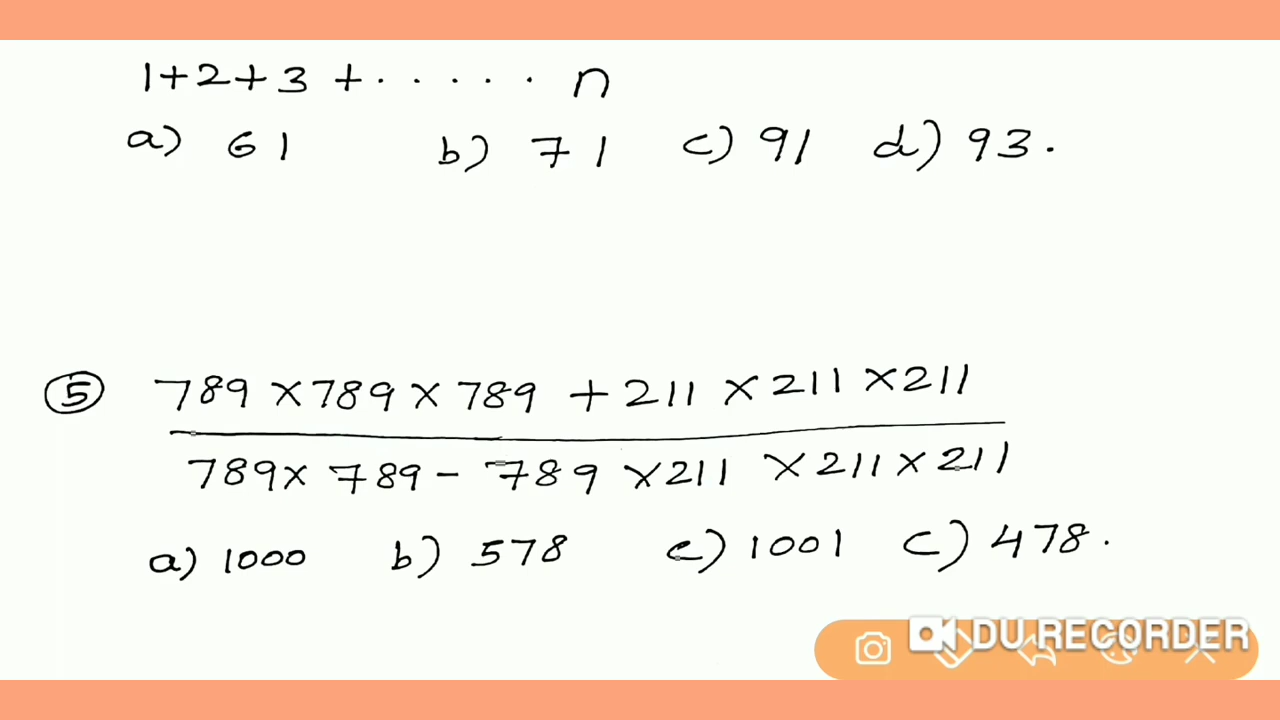 1+2+3 +...... n
a) 61 b) 71 c) 91 d) 93.
⑤ 789 ×789 × 789 + 211 × 211 ×211
789× 789 - 789 ×211 ×211×211
a) 1000 b) 578 c) 1001 c) 478.
DU RECORDER